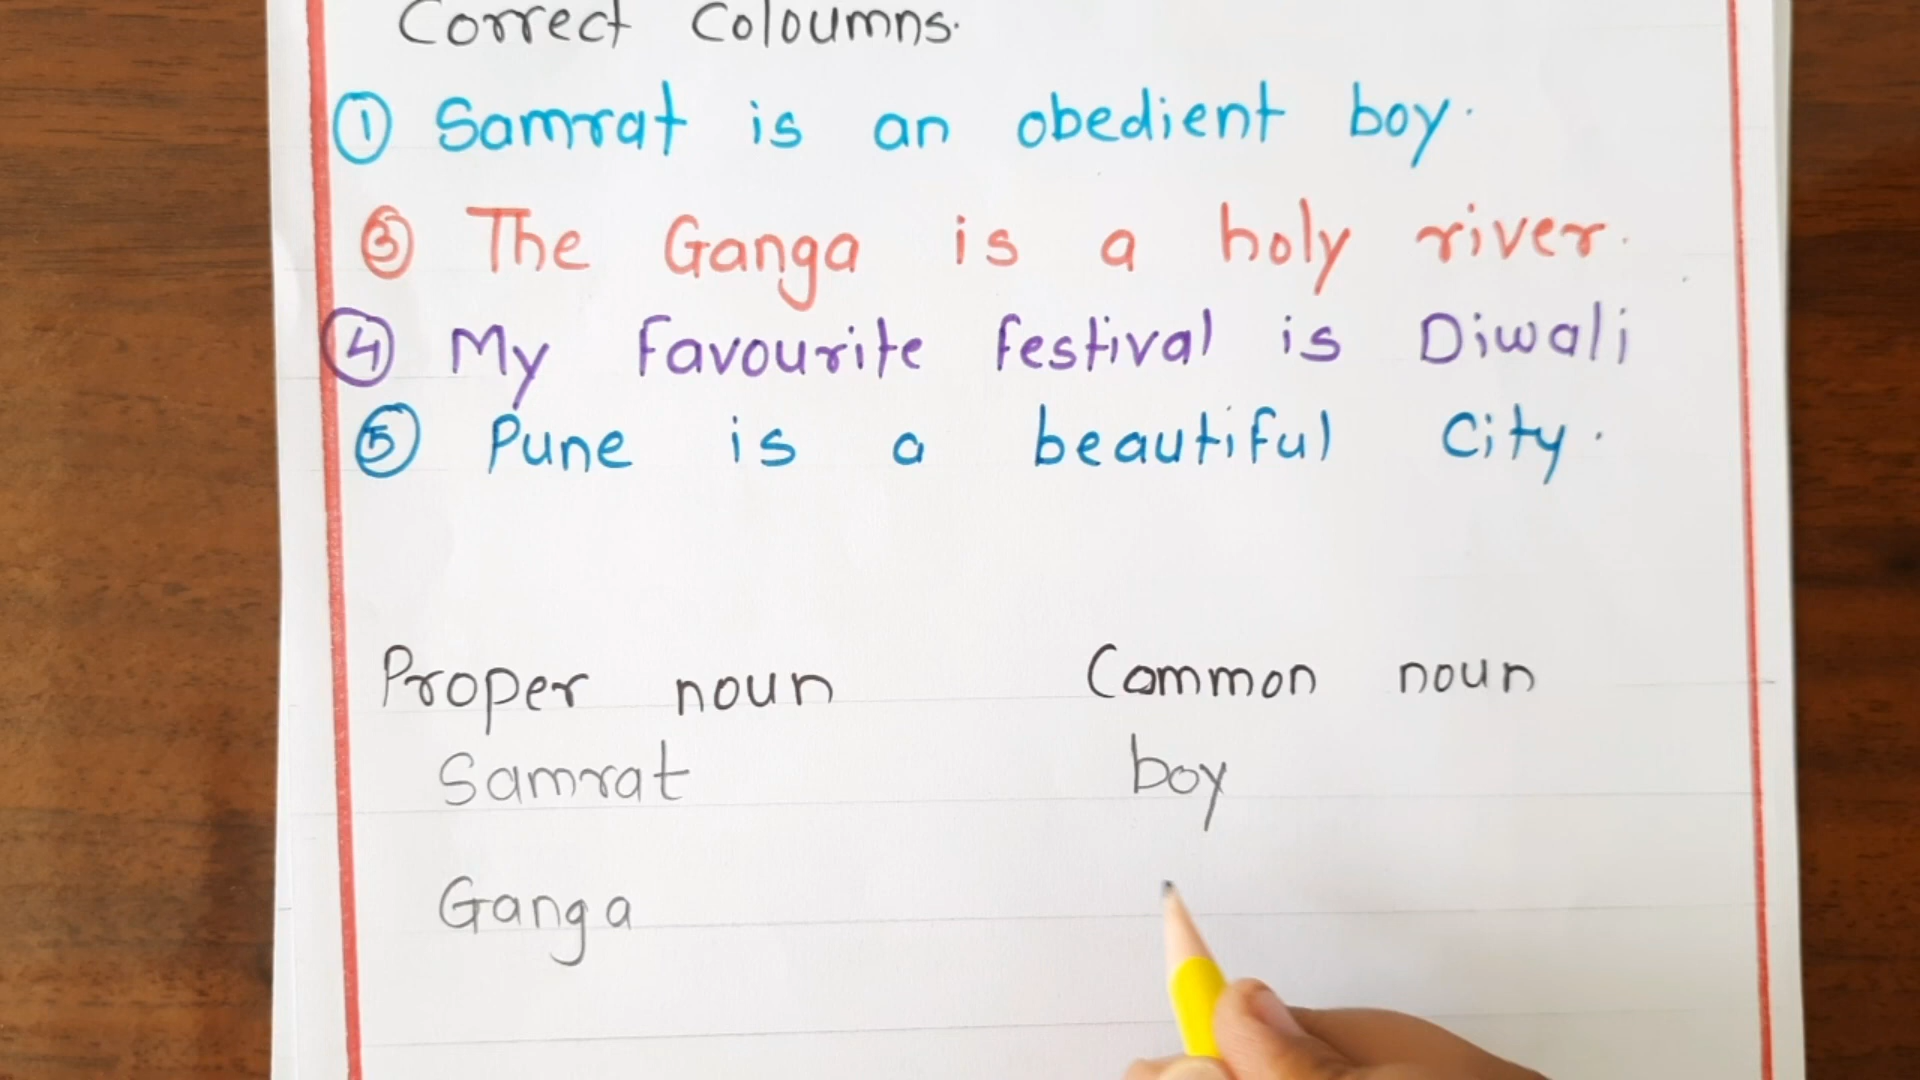 Correct Coloumns.
① Samrat is an obedient boy.
③ The Ganga is a holy river.
④ My Favourite Festival is Diwali
⑤ Pune is a beautiful City.
Proper noun Common noun
Samrat boy
Ganga